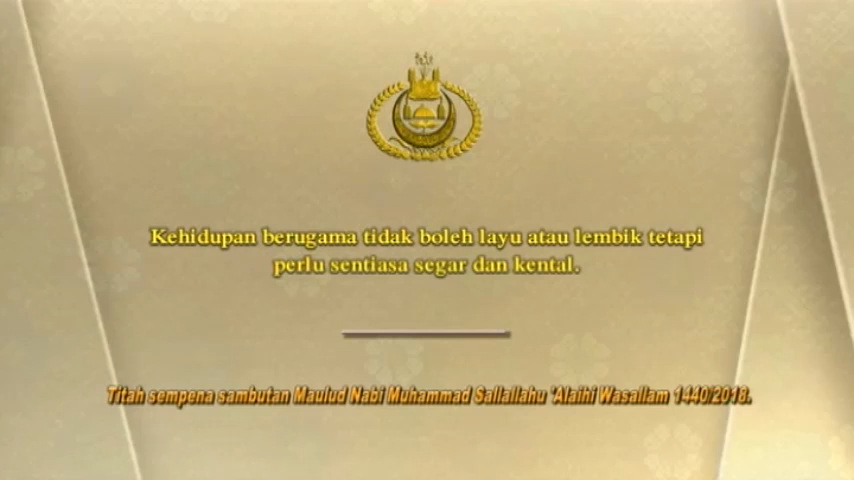 Kehidupan berugama tidak boleh layu atau lembik tetapi
perlu sentiasa segar dan kental.
Titah sempena sambutan Maulud Nabi Muhammad Sallallahu 'Alaihi Wasallam 1440/2018.